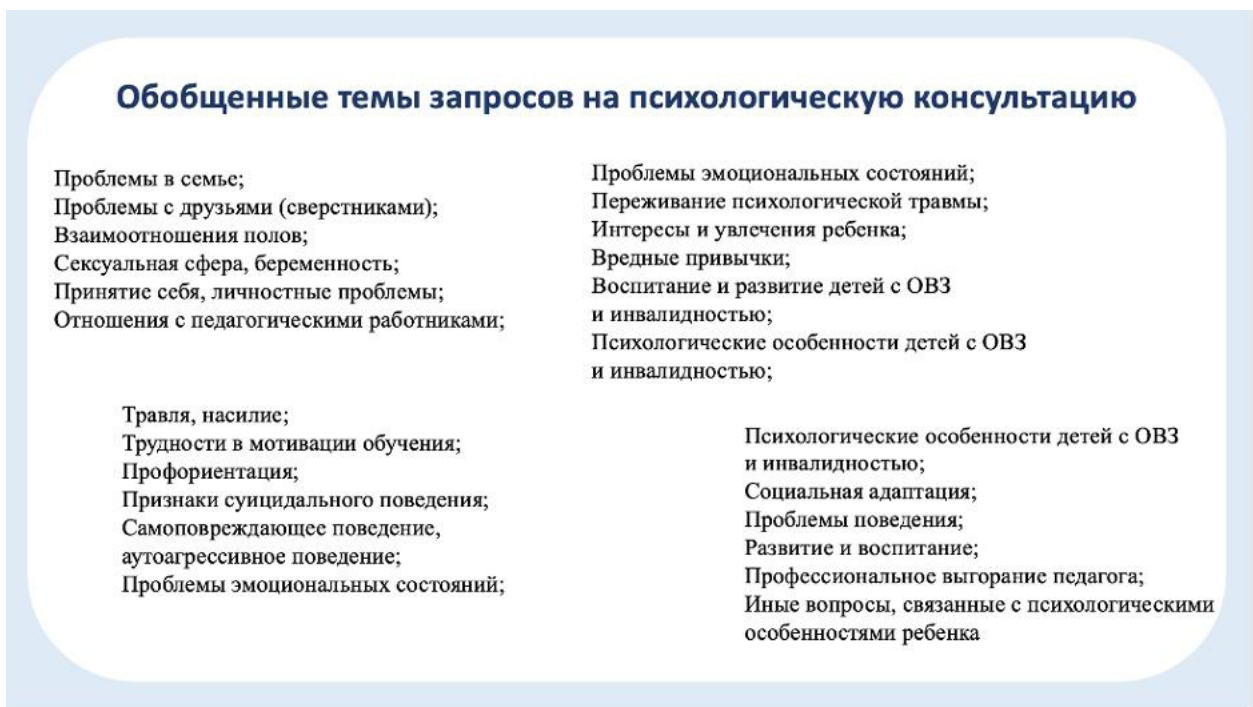 Обобщенные темы запросов на психологическую консультацию
Проблемы в семье;
Проблемы с друзьями (сверстниками);
Взаимоотношения полов;
Сексуальная сфера, беременность;
Принятие себя, личностные проблемы;
Отношения с педагогическими работниками;
Проблемы эмоциональных состояний;
Переживание психологической травмы;
Интересы и увлечения ребенка;
Вредные привычки;
Воспитание и развитие детей с ОВЗ
и инвалидностью;
Психологические особенности детей с ОВЗ
и инвалидностью;
Травля, насилие;
Трудности в мотивации обучения;
Профориентация;
Признаки суицидального поведения;
Самоповреждающее поведение,
аутоагрессивное поведение;
Проблемы эмоциональных состояний;
Психологические особенности детей с ОВЗ
и инвалидностью;
Социальная адаптация;
Проблемы поведения;
Развитие и воспитание;
Профессиональное выгорание педагога;
Иные вопросы, связанные с психологическими
особенностями ребенка